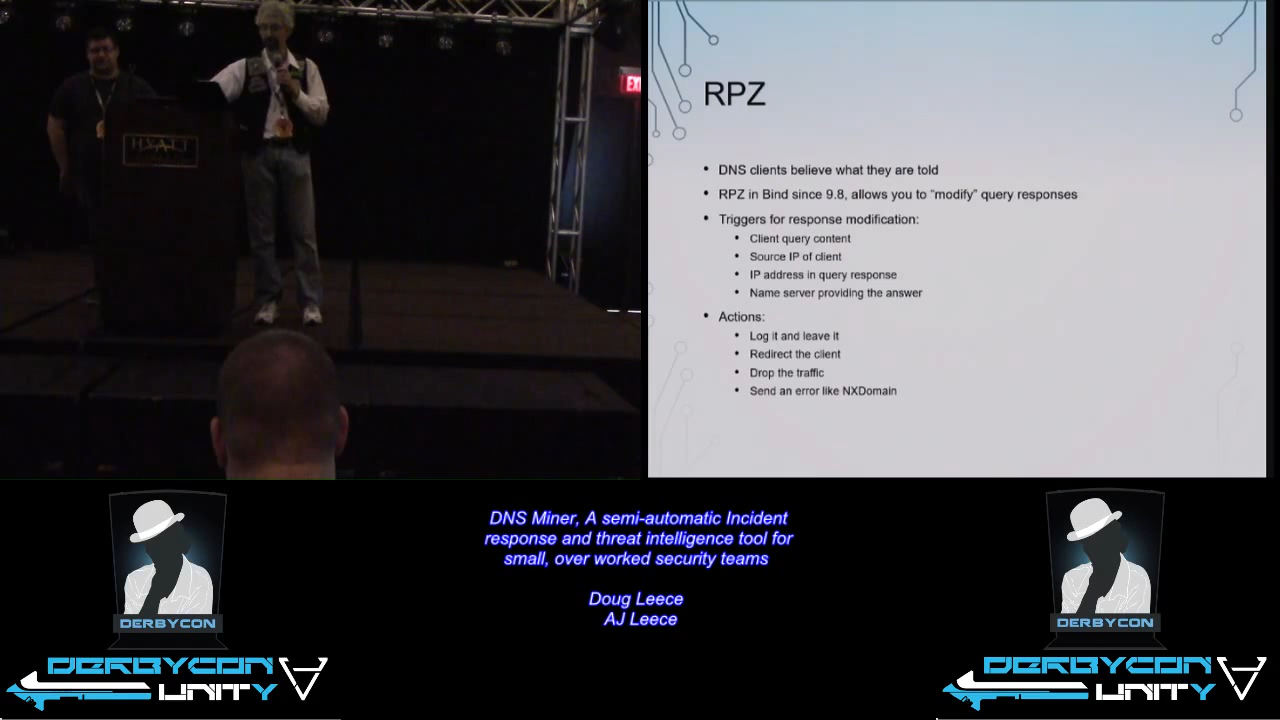 HYATT
EX
RPZ
• DNS clients believe what they are told
• RPZ in Bind since 9.8, allows you to “modify” query responses
• Triggers for response modification:
• Client query content
• Source IP of client
• IP address in query response
• Name server providing the answer
• Actions:
• Log it and leave it
• Redirect the client
• Drop the traffic
• Send an error like NXDomain
DNS Miner, A semi-automatic Incident
response and threat intelligence tool for
small, over worked security teams
Doug Leece
AJ Leece
DERBYCON
DERBYCON
UNITY
DERBYCON
DERBYCON
UNITY